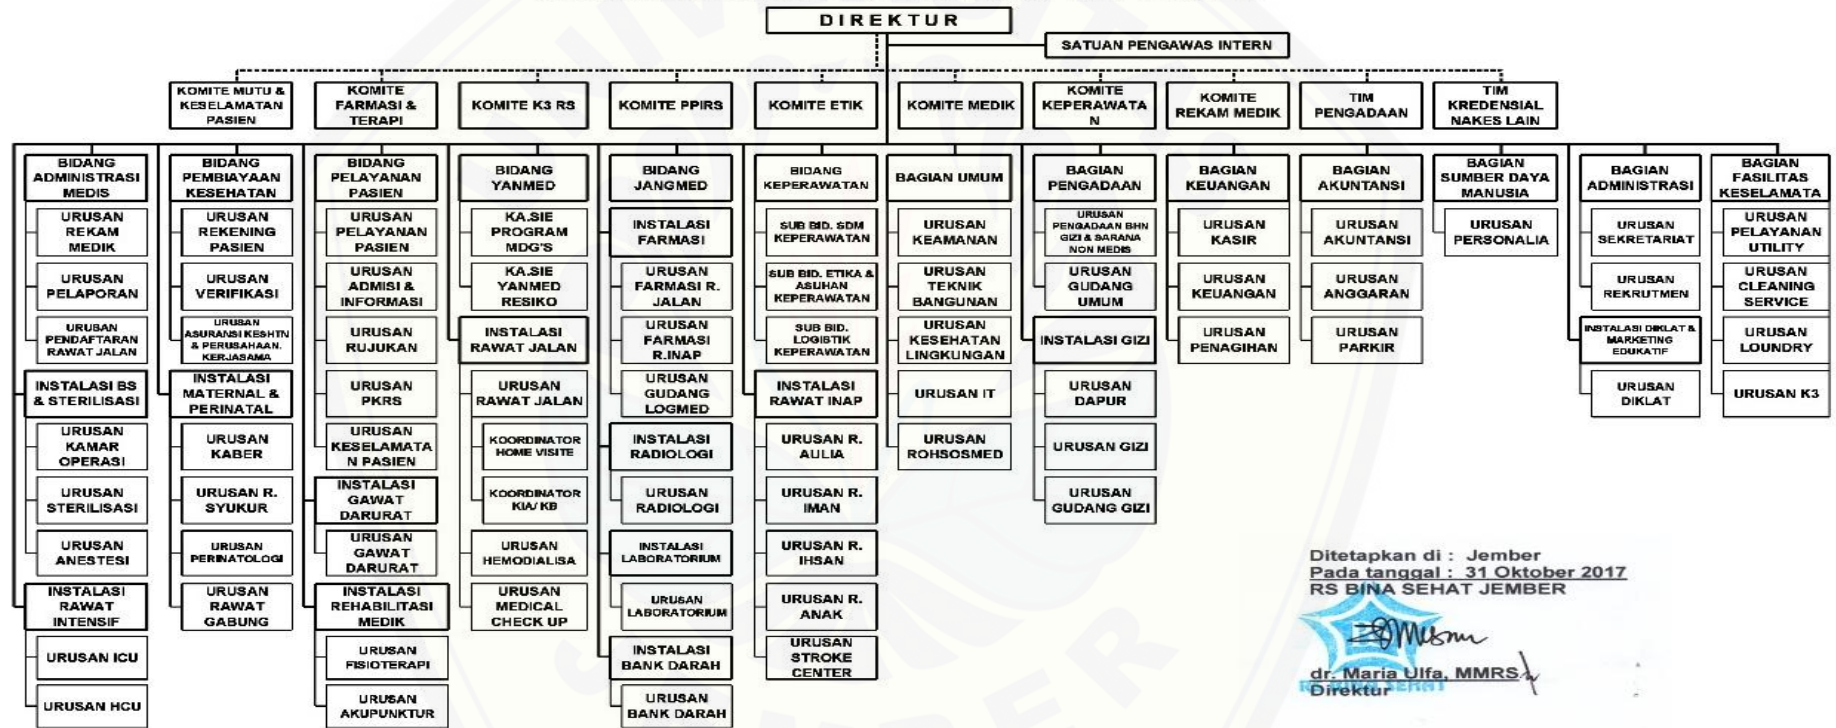 DIREKTUR
SATUAN PENGAWAS INTERN
KOMITE MUTU &
KESELAMATAN
PASIEN
KOMITE
FARMASI &
TERAPI
KOMITE K3 RS
KOMITE PPIRS
KOMITE ETIK
KOMITE MEDIK
KOMITE
KEPERAWATA
N
KOMITE
REKAM MEDIK
TIM
PENGADAAN
TIM
KREDENSIAL
NAKES LAIN
BIDANG
ADMINISTRASI
MEDIS
URUSAN
REKAM
MEDIK
URUSAN
PELAPORAN
URUSAN
PENDAFTARAN
RAWAT JALAN
INSTALASI BS
& STERILISASI
URUSAN
KAMAR
OPERASI
URUSAN
STERILISASI
URUSAN
ANESTESI
INSTALASI
RAWAT
INTENSIF
URUSAN ICU
URUSAN HCU
BIDANG
PEMBIAYAAN
KESEHATAN
URUSAN
REKENING
PASIEN
URUSAN
VERIFIKASI
URUSAN
ASURANSI KESHTN
& PERUSAHAAN.
KERJASAMA
INSTALASI
MATERNAL &
PERINATAL
URUSAN
KABER
URUSAN R.
SYUKUR
URUSAN
PERINATOLOGI
URUSAN
RAWAT
GABUNG
BIDANG
PELAYANAN
PASIEN
URUSAN
PELAYANAN
PASIEN
URUSAN
ADMISI &
INFORMASI
URUSAN
RUJUKAN
URUSAN
PKRS
URUSAN
KESELAMATA
N PASIEN
INSTALASI
GAWAT
DARURAT
URUSAN
GAWAT
DARURAT
INSTALASI
REHABILITASI
MEDIK
URUSAN
FISIOTERAPI
URUSAN
AKUPUNKTUR
BIDANG
YANMED
KA.SIE
PROGRAM
MDG'S
KA.SIE
YANMED
RESIKO
INSTALASI
RAWAT JALAN
URUSAN
RAWAT JALAN
KOORDINATOR
HOME VISITE
KOORDINATOR
KIA/ KB
URUSAN
HEMODIALISA
URUSAN
MEDICAL
CHECK UP
BIDANG
JANGMED
INSTALASI
FARMASI
URUSAN
FARMASI R.
JALAN
URUSAN
FARMASI
R.INAP
URUSAN
GUDANG
LOGMED
INSTALASI
RADIOLOGI
URUSAN
RADIOLOGI
INSTALASI
LABORATORIUM
URUSAN
LABORATORIUM
INSTALASI
BANK DARAH
URUSAN
BANK DARAH
BIDANG
KEPERAWATAN
SUB BID. SDM
KEPERAWATAN
SUB BID. ETIKA &
ASUHAN
KEPERAWATAN
SUB BID.
LOGISTIK
KEPERAWATAN
INSTALASI
RAWAT INAP
URUSAN R.
AULIA
URUSAN R.
IMAN
URUSAN R.
IHSAN
URUSAN R.
ANAK
URUSAN
STROKE
CENTER
BAGIAN UMUM
URUSAN
KEAMANAN
URUSAN
TEKNIK
BANGUNAN
URUSAN
KESEHATAN
LINGKUNGAN
URUSAN IT
URUSAN
ROHSOSMED
BAGIAN
PENGADAAN
URUSAN
PENGADAAN BHN
GIZI & SARANA
NON MEDIS
URUSAN
GUDANG
UMUM
INSTALASI GIZI
URUSAN
DAPUR
URUSAN GIZI
URUSAN
GUDANG GIZI
BAGIAN
KEUANGAN
URUSAN
KASIR
URUSAN
KEUANGAN
URUSAN
PENAGIHAN
BAGIAN
AKUNTANSI
URUSAN
AKUNTANSI
URUSAN
ANGGARAN
URUSAN
PARKIR
BAGIAN
SUMBER DAYA
MANUSIA
URUSAN
PERSONALIA
BAGIAN
ADMINISTRASI
URUSAN
SEKRETARIAT
URUSAN
REKRUTMEN
INSTALASI DIKLAT &
MARKETING
EDUKATIF
URUSAN
DIKLAT
BAGIAN
FASILITAS
KESELAMATA
URUSAN
PELAYANAN
UTILITY
URUSAN
CLEANING
SERVICE
URUSAN
LOUNDRY
URUSAN K3
Ditetapkan di : Jember
Pada tanggal : 31 Oktober 2017
RS BINA SEHAT JEMBER
dr. Maria Ulfa, MMRS
RS BINA SEHAT
Direktur